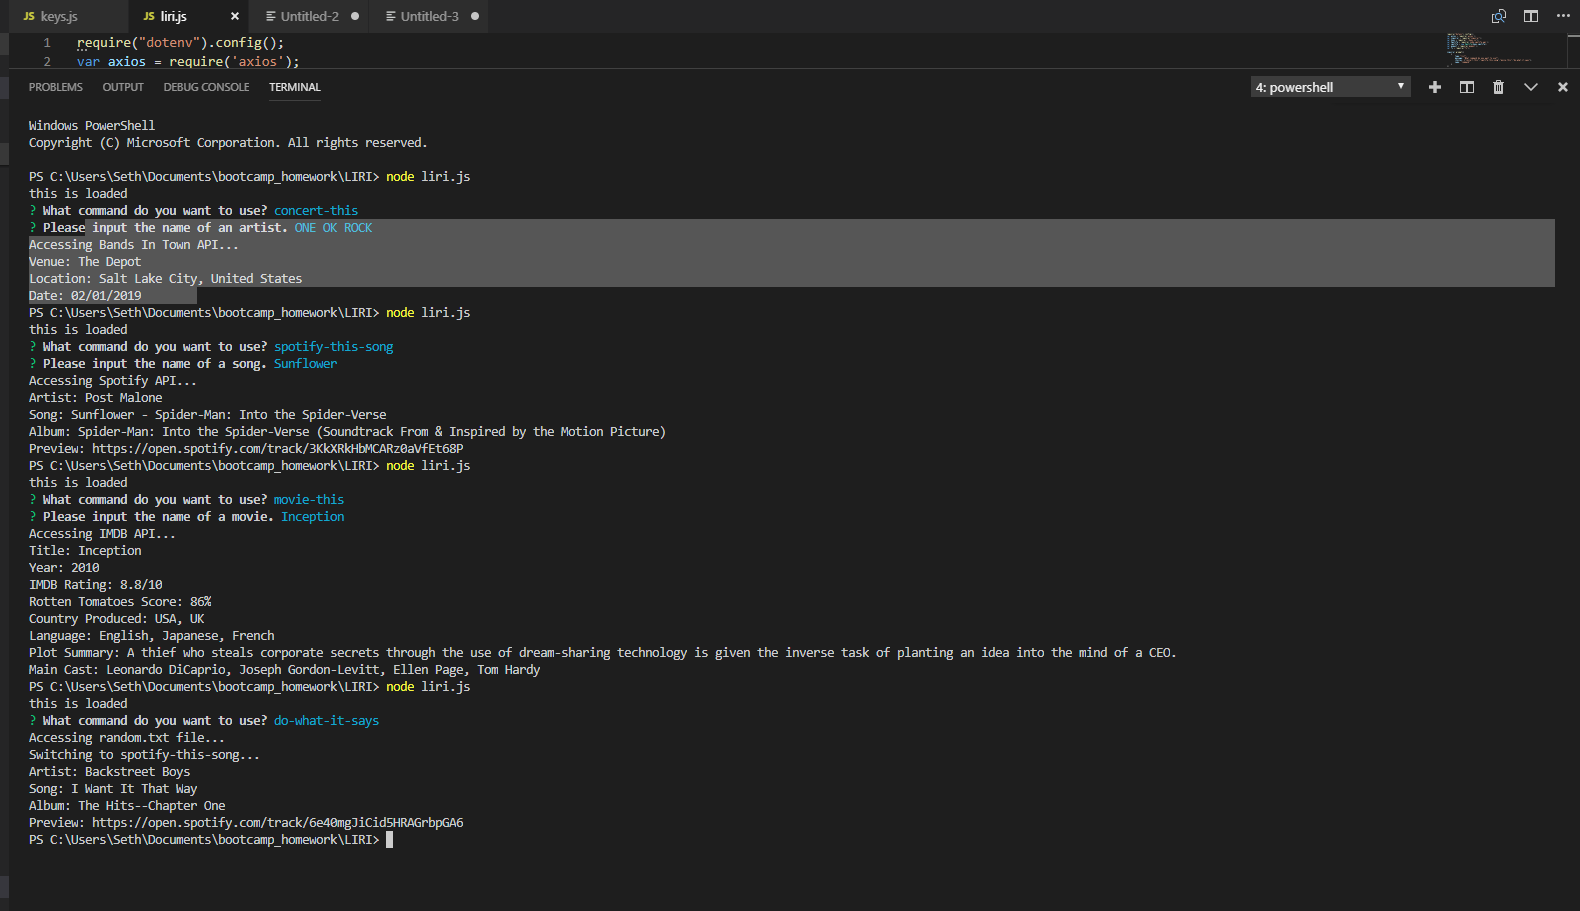 JS keys.js JS liri.js × Untitled-2 ● Untitled-3 ●
1 require("dotenv").config();
2 var axios = require('axios');
PROBLEMS OUTPUT DEBUG CONSOLE TERMINAL 4: powershell
Windows PowerShell
Copyright (C) Microsoft Corporation. All rights reserved.
PS C:\Users\Seth\Documents\bootcamp_homework\LIRI> node liri.js
this is loaded
? What command do you want to use? concert-this
? Please input the name of an artist. ONE OK ROCK
Accessing Bands In Town API...
Venue: The Depot
Location: Salt Lake City, United States
Date: 02/01/2019
PS C:\Users\Seth\Documents\bootcamp_homework\LIRI> node liri.js
this is loaded
? What command do you want to use? spotify-this-song
? Please input the name of a song. Sunflower
Accessing Spotify API...
Artist: Post Malone
Song: Sunflower - Spider-Man: Into the Spider-Verse
Album: Spider-Man: Into the Spider-Verse (Soundtrack From & Inspired by the Motion Picture)
Preview: https://open.spotify.com/track/3KkXRkHbMCARz0aVfEt68P
PS C:\Users\Seth\Documents\bootcamp_homework\LIRI> node liri.js
this is loaded
? What command do you want to use? movie-this
? Please input the name of a movie. Inception
Accessing IMDB API...
Title: Inception
Year: 2010
IMDB Rating: 8.8/10
Rotten Tomatoes Score: 86%
Country Produced: USA, UK
Language: English, Japanese, French
Plot Summary: A thief who steals corporate secrets through the use of dream-sharing technology is given the inverse task of planting an idea into the mind of a CEO.
Main Cast: Leonardo DiCaprio, Joseph Gordon-Levitt, Ellen Page, Tom Hardy
PS C:\Users\Seth\Documents\bootcamp_homework\LIRI> node liri.js
this is loaded
? What command do you want to use? do-what-it-says
Accessing random.txt file...
Switching to spotify-this-song...
Artist: Backstreet Boys
Song: I Want It That Way
Album: The Hits--Chapter One
Preview: https://open.spotify.com/track/6e40mgJiCid5HRAGrbpGA6
PS C:\Users\Seth\Documents\bootcamp_homework\LIRI>